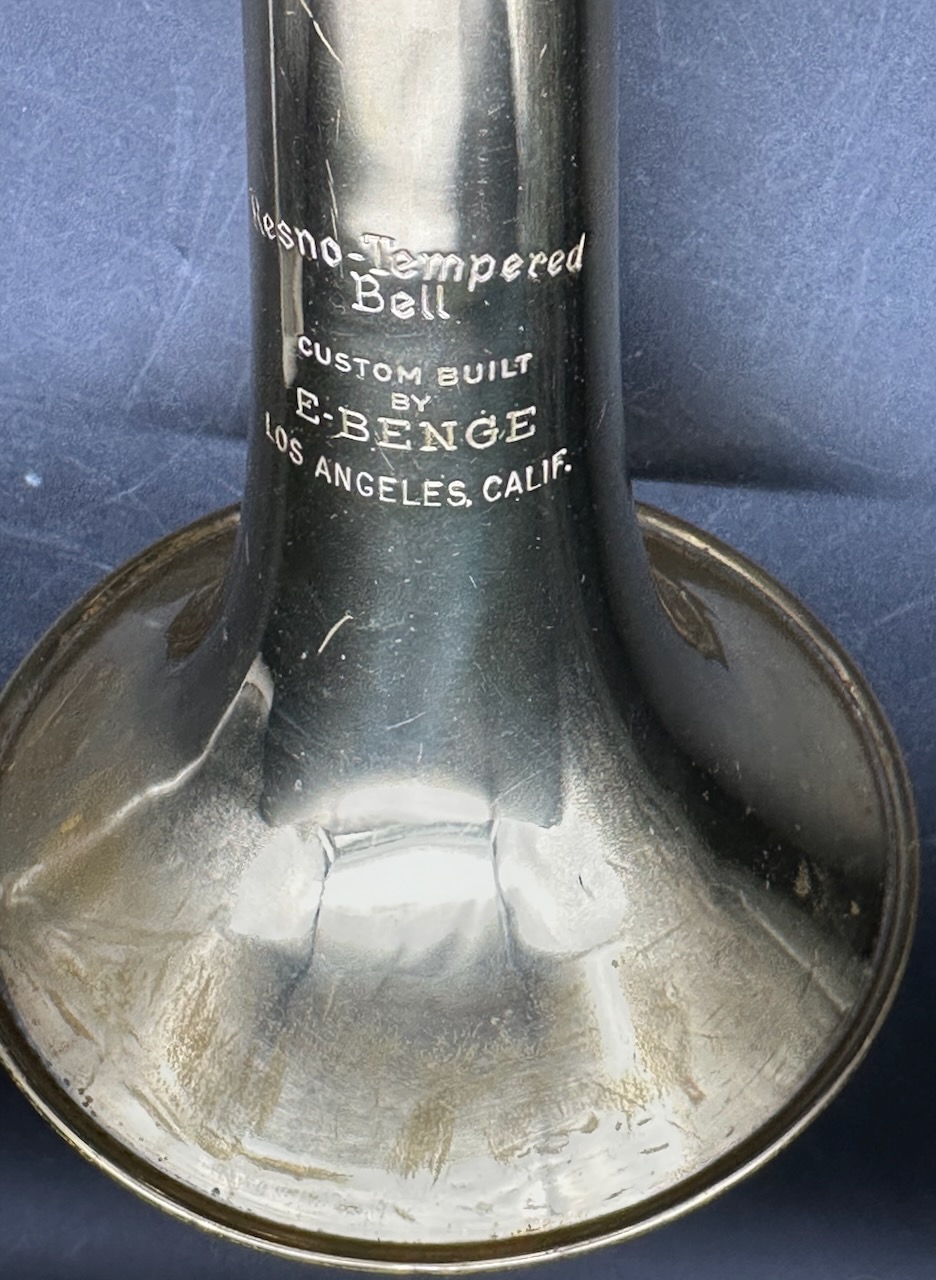 Resno-Tempered
Bell
CUSTOM BUILT
BY
E-BENGE
LOS ANGELES, CALIF.